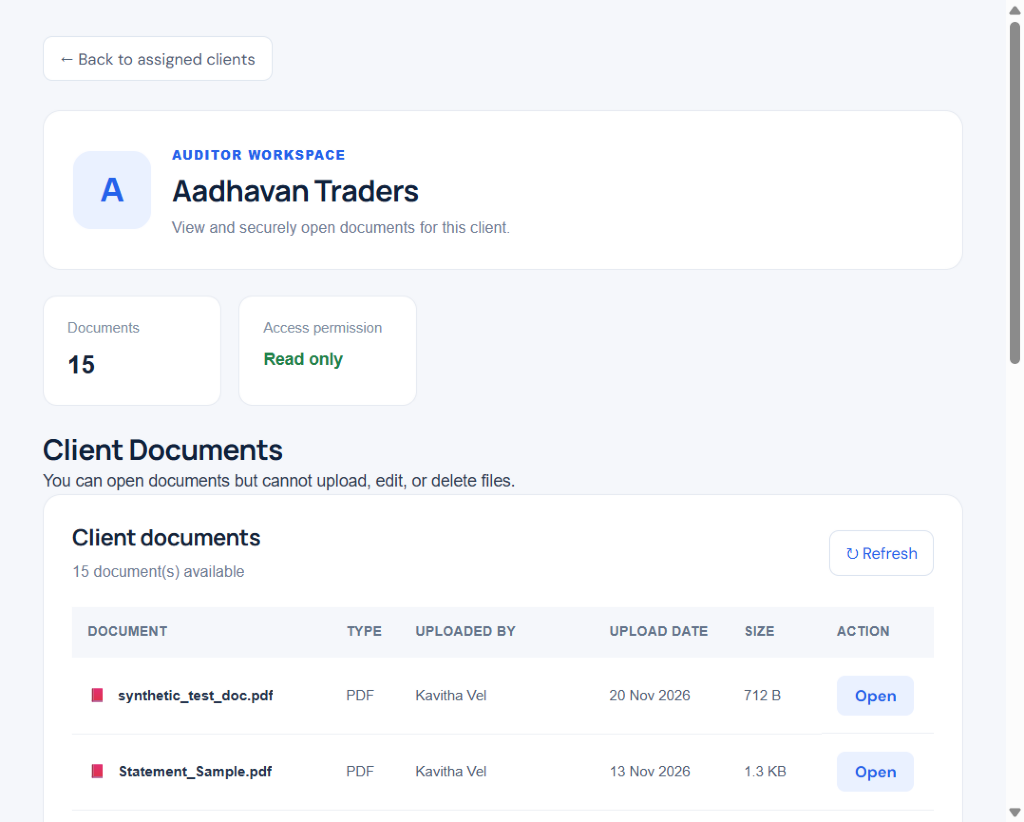 ← Back to assigned clients
A
AUDITOR WORKSPACE
Aadhavan Traders
View and securely open documents for this client.
Documents
15
Access permission
Read only
Client Documents
You can open documents but cannot upload, edit, or delete files.
Client documents
15 document(s) available
↻ Refresh
DOCUMENT TYPE UPLOADED BY UPLOAD DATE SIZE ACTION
synthetic_test_doc.pdf PDF Kavitha Vel 20 Nov 2026 712 B Open
Statement_Sample.pdf PDF Kavitha Vel 13 Nov 2026 1.3 KB Open